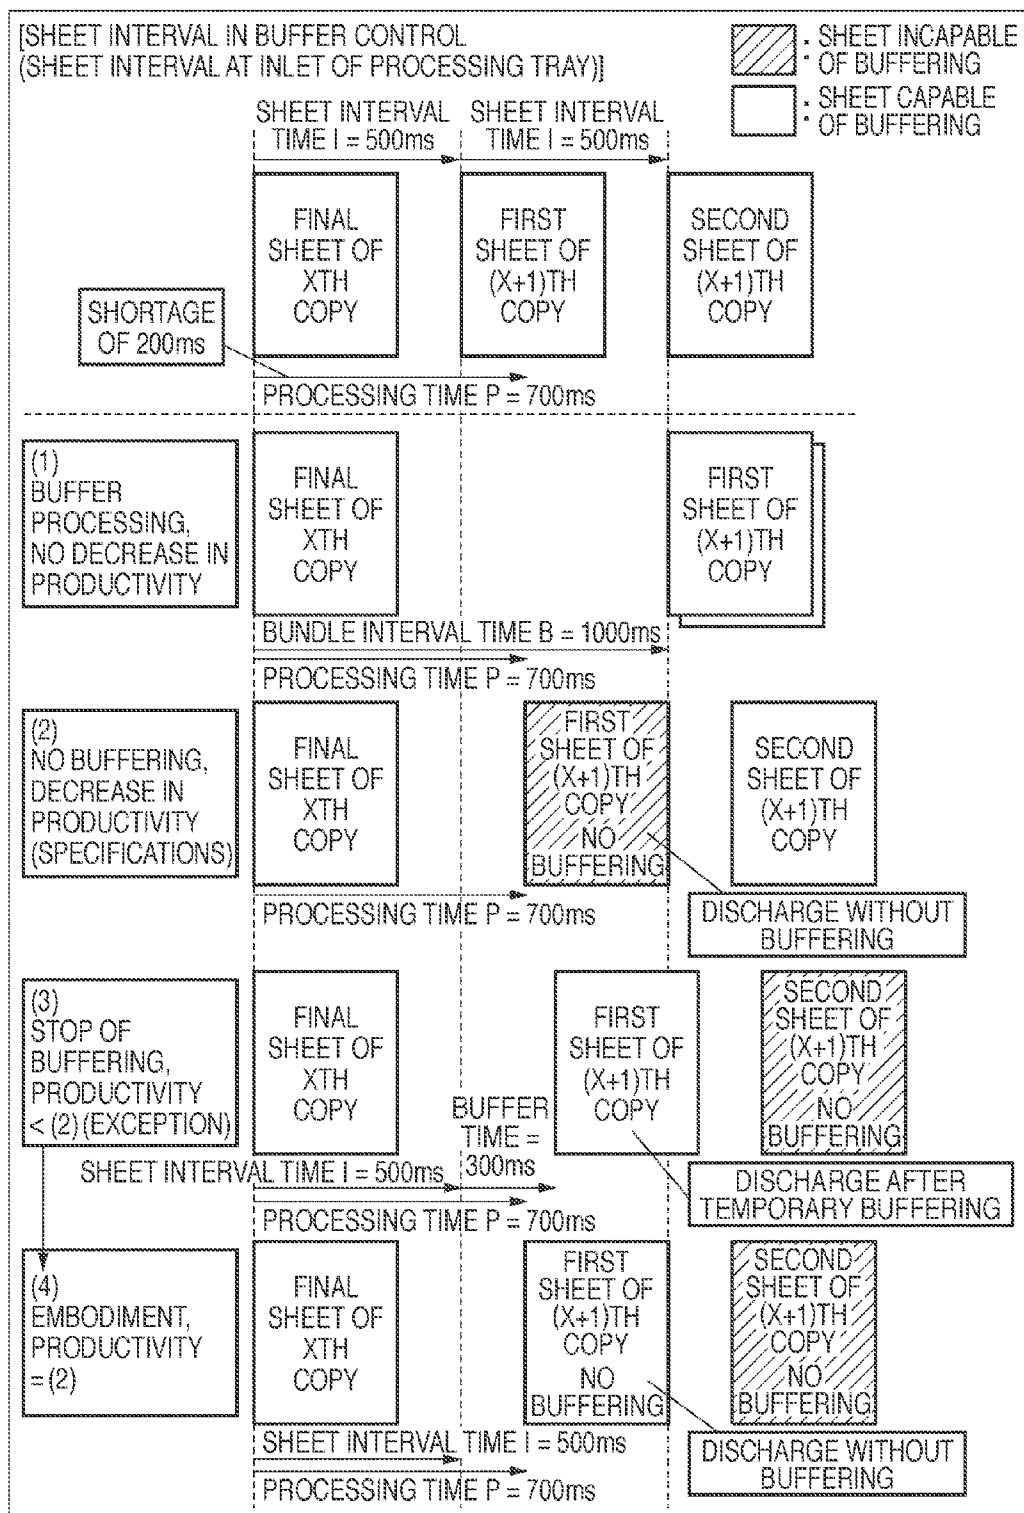 [SHEET INTERVAL IN BUFFER CONTROL
(SHEET INTERVAL AT INLET OF PROCESSING TRAY)]
: SHEET INCAPABLE
OF BUFFERING
: SHEET CAPABLE
OF BUFFERING
SHEET INTERVAL
TIME I = 500ms
SHEET INTERVAL
TIME I = 500ms
FINAL
SHEET OF
XTH
COPY
FIRST
SHEET OF
(X+1)TH
COPY
SECOND
SHEET OF
(X+1)TH
COPY
SHORTAGE
OF 200ms
PROCESSING TIME P = 700ms
(1)
BUFFER
PROCESSING,
NO DECREASE IN
PRODUCTIVITY
FINAL
SHEET OF
XTH
COPY
FIRST
SHEET OF
(X+1)TH
COPY
BUNDLE INTERVAL TIME B = 1000ms
PROCESSING TIME P = 700ms
(2)
NO BUFFERING,
DECREASE IN
PRODUCTIVITY
(SPECIFICATIONS)
FINAL
SHEET OF
XTH
COPY
FIRST
SHEET OF
(X+1)TH
COPY
NO
BUFFERING
SECOND
SHEET OF
(X+1)TH
COPY
PROCESSING TIME P = 700ms
DISCHARGE WITHOUT
BUFFERING
(3)
STOP OF
BUFFERING,
PRODUCTIVITY
< (2) (EXCEPTION)
FINAL
SHEET OF
XTH
COPY
BUFFER
TIME =
300ms
FIRST
SHEET OF
(X+1)TH
COPY
SECOND
SHEET OF
(X+1)TH
COPY
NO
BUFFERING
SHEET INTERVAL TIME I = 500ms
PROCESSING TIME P = 700ms
DISCHARGE AFTER
TEMPORARY BUFFERING
(4)
EMBODIMENT,
PRODUCTIVITY
= (2)
FINAL
SHEET OF
XTH
COPY
FIRST
SHEET OF
(X+1)TH
COPY
NO
BUFFERING
SECOND
SHEET OF
(X+1)TH
COPY
NO
BUFFERING
SHEET INTERVAL TIME I = 500ms
PROCESSING TIME P = 700ms
DISCHARGE WITHOUT
BUFFERING